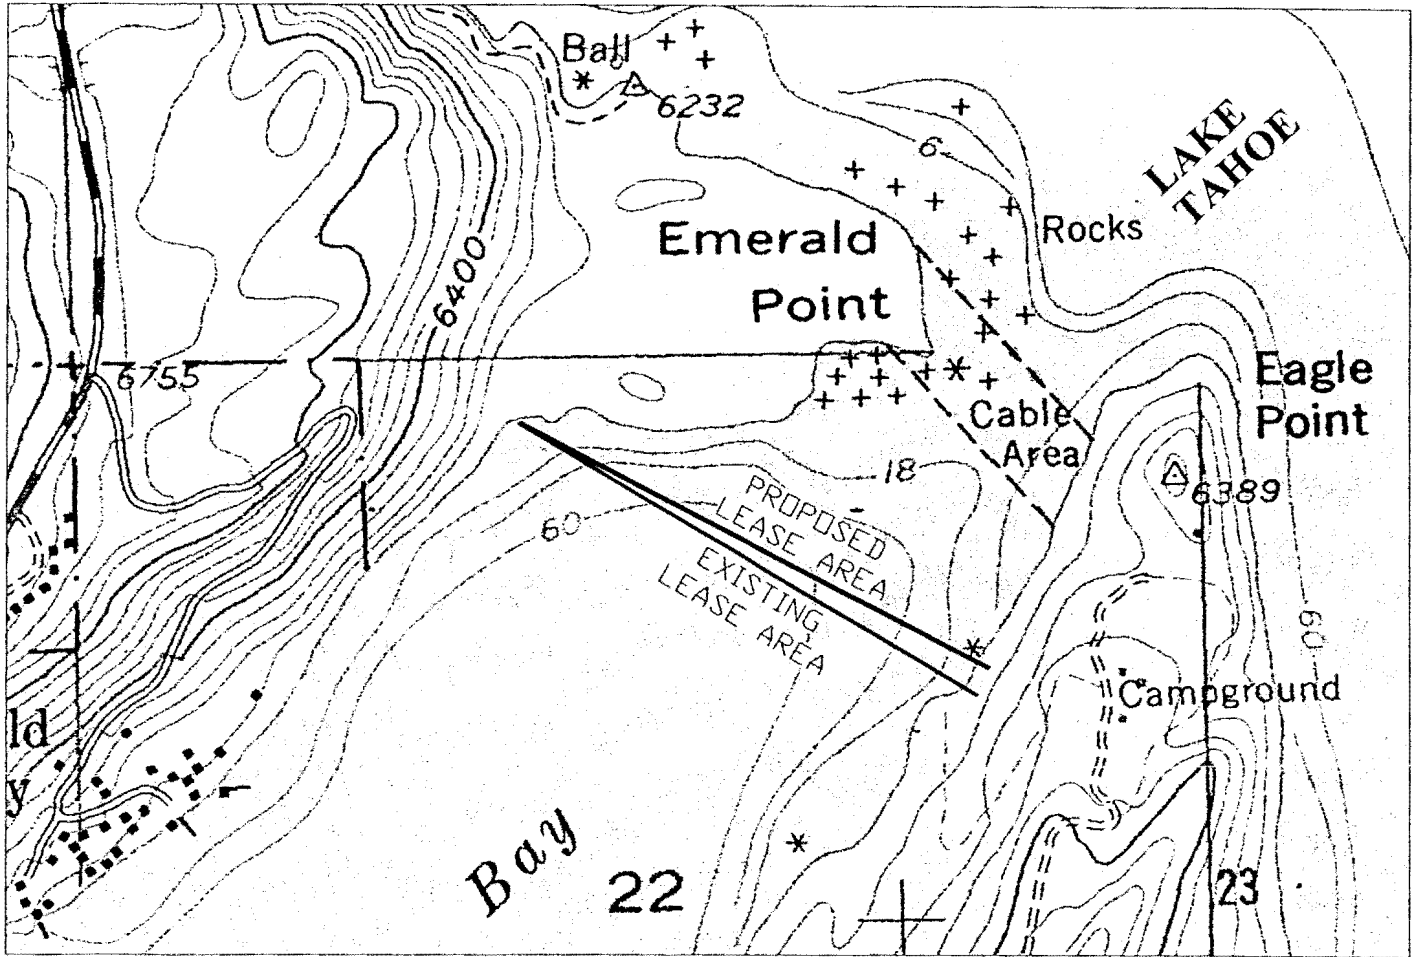 Ball
6232
LAKE
TAHOE
6
Rocks
Emerald
Point
6400
6755
Eagle
Point
Cable
Area
18
6389
60
PROPOSED
LEASE AREA
EXISTING
LEASE AREA
60
Campground
ld
y
Bay
22
23